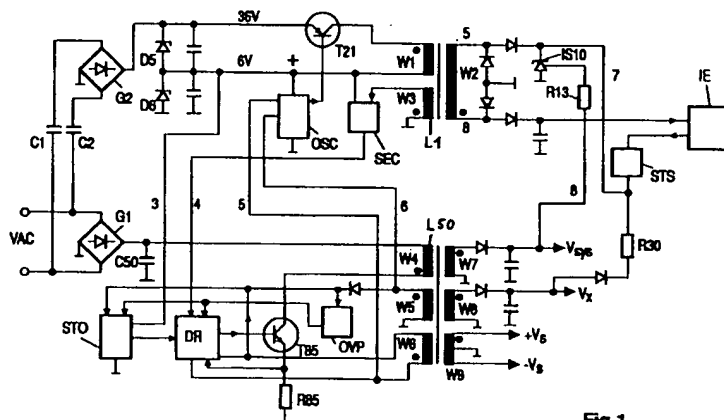 36V
5
T21
D5
IS10
7
6V
+
W1
W2
IE
G2
D6
R13
W3
OSC
SEC
C1
C2
L1
8
STS
3
4
5
6
8
L50
G1
VAC
W4
W7
Vsys
R30
C50
W5
W8
Vx
STO
DR
T85
OVP
W6
+Vs
W9
-Vs
R85
Fig.1